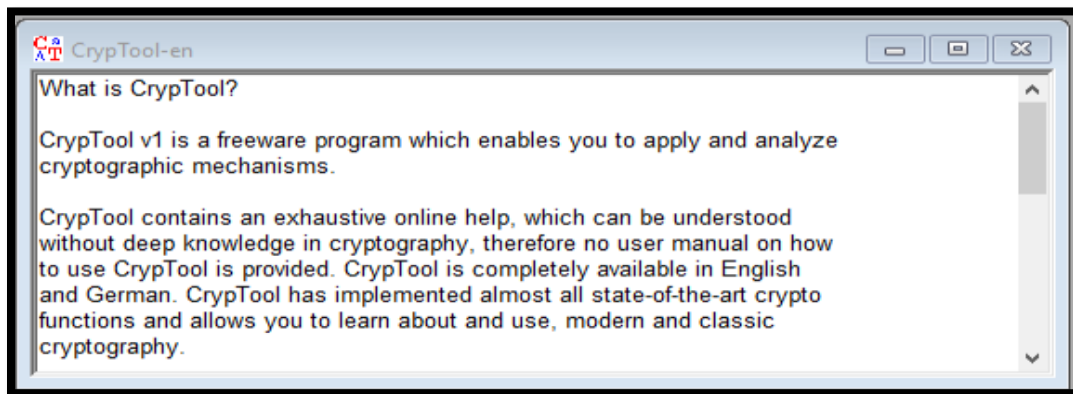 CrypTool-en
What is CrypTool?
CrypTool v1 is a freeware program which enables you to apply and analyze
cryptographic mechanisms.
CrypTool contains an exhaustive online help, which can be understood
without deep knowledge in cryptography, therefore no user manual on how
to use CrypTool is provided. CrypTool is completely available in English
and German. CrypTool has implemented almost all state-of-the-art crypto
functions and allows you to learn about and use, modern and classic
cryptography.